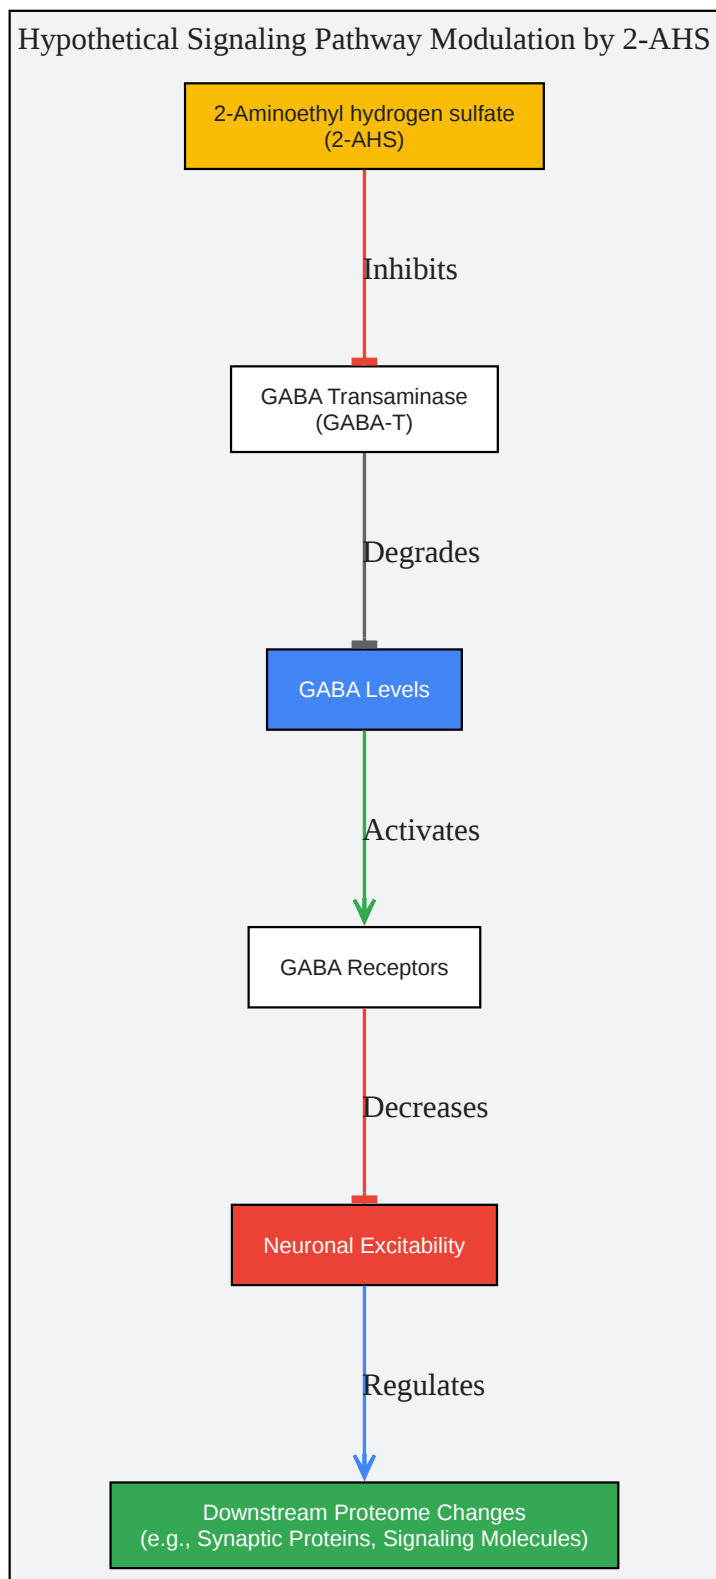 Hypothetical Signaling Pathway Modulation by 2-AHS
2-Aminoethyl hydrogen sulfate
(2-AHS)
Inhibits
GABA Transaminase
(GABA-T)
Degrades
GABA Levels
Activates
GABA Receptors
Decreases
Neuronal Excitability
Regulates
Downstream Proteome Changes
(e.g., Synaptic Proteins, Signaling Molecules)